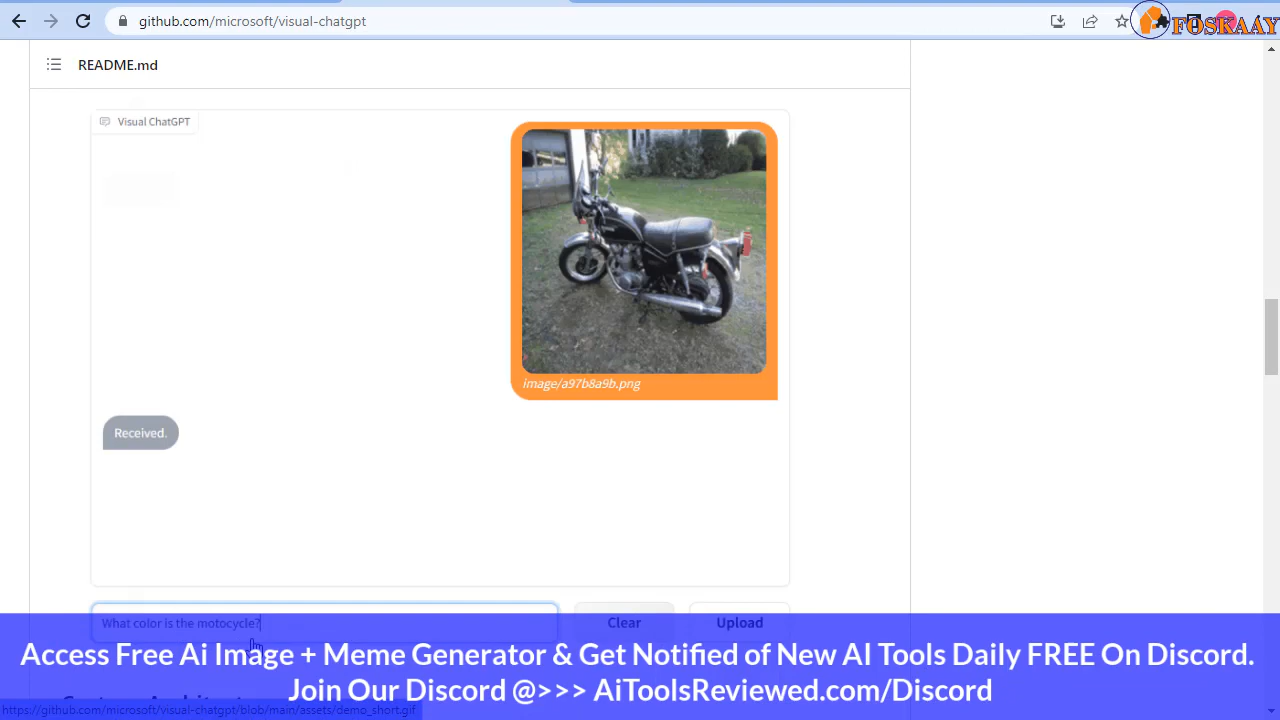 github.com/microsoft/visual-chatgpt
FOSKAAY
README.md
Visual ChatGPT
image/a97b8a9b.png
Received.
What color is the motocycle?
Clear
Upload
Access Free Ai Image + Meme Generator & Get Notified of New AI Tools Daily FREE On Discord.
Join Our Discord @>>> AiToolsReviewed.com/Discord
https://github.com/microsoft/visual-chatgpt/blob/main/assets/demo_short.gif